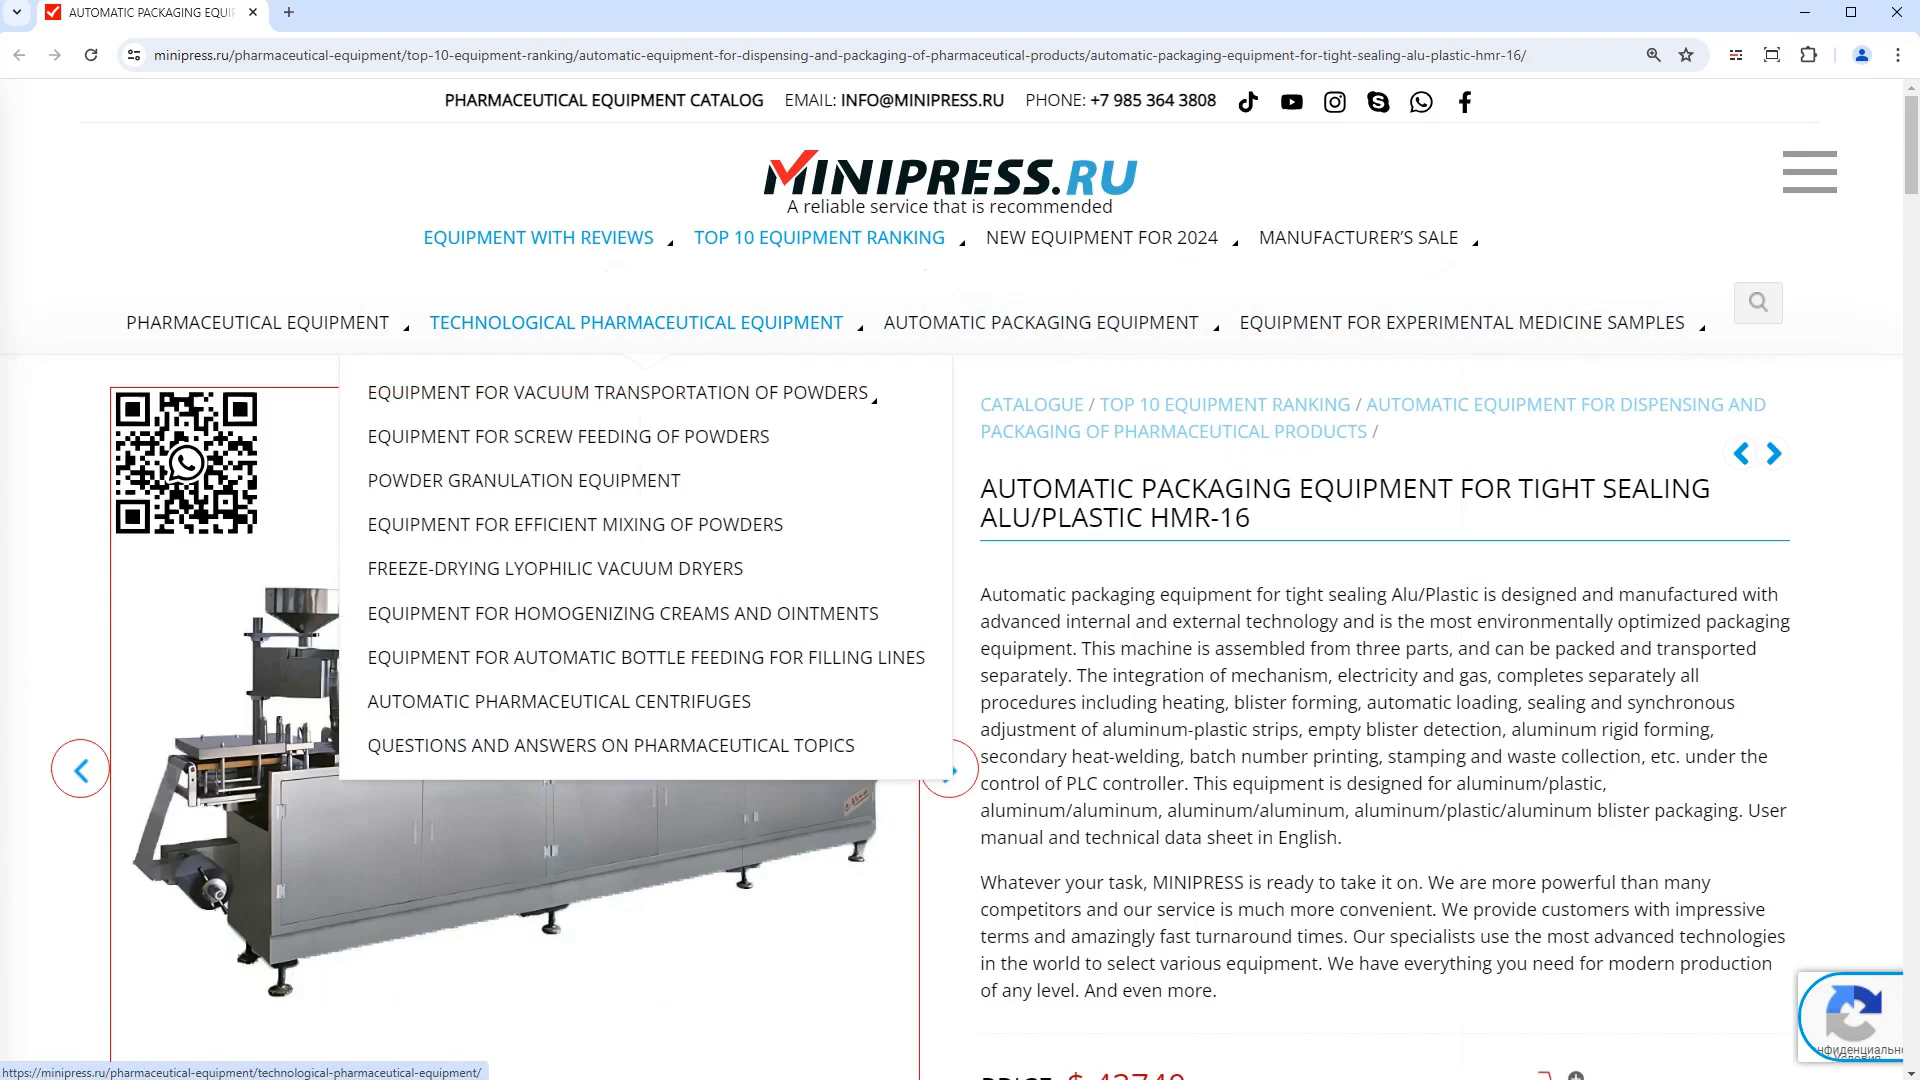 AUTOMATIC PACKAGING EQUI
minipress.ru/pharmaceutical-equipment/top-10-equipment-ranking/automatic-equipment-for-dispensing-and-packaging-of-pharmaceutical-products/automatic-packaging-equipment-for-tight-sealing-alu-plastic-hmr-16/
PHARMACEUTICAL EQUIPMENT CATALOG EMAIL: INFO@MINIPRESS.RU PHONE: +7 985 364 3808
MINIPRESS.RU
A reliable service that is recommended
EQUIPMENT WITH REVIEWS TOP 10 EQUIPMENT RANKING NEW EQUIPMENT FOR 2024 MANUFACTURER’S SALE
PHARMACEUTICAL EQUIPMENT TECHNOLOGICAL PHARMACEUTICAL EQUIPMENT AUTOMATIC PACKAGING EQUIPMENT EQUIPMENT FOR EXPERIMENTAL MEDICINE SAMPLES
EQUIPMENT FOR VACUUM TRANSPORTATION OF POWDERS
EQUIPMENT FOR SCREW FEEDING OF POWDERS
POWDER GRANULATION EQUIPMENT
EQUIPMENT FOR EFFICIENT MIXING OF POWDERS
FREEZE-DRYING LYOPHILIC VACUUM DRYERS
EQUIPMENT FOR HOMOGENIZING CREAMS AND OINTMENTS
EQUIPMENT FOR AUTOMATIC BOTTLE FEEDING FOR FILLING LINES
AUTOMATIC PHARMACEUTICAL CENTRIFUGES
QUESTIONS AND ANSWERS ON PHARMACEUTICAL TOPICS
CATALOGUE / TOP 10 EQUIPMENT RANKING / AUTOMATIC EQUIPMENT FOR DISPENSING AND
PACKAGING OF PHARMACEUTICAL PRODUCTS /
AUTOMATIC PACKAGING EQUIPMENT FOR TIGHT SEALING
ALU/PLASTIC HMR-16
Automatic packaging equipment for tight sealing Alu/Plastic is designed and manufactured with
advanced internal and external technology and is the most environmentally optimized packaging
equipment. This machine is assembled from three parts, and can be packed and transported
separately. The integration of mechanism, electricity and gas, completes separately all
procedures including heating, blister forming, automatic loading, sealing and synchronous
adjustment of aluminum-plastic strips, empty blister detection, aluminum rigid forming,
secondary heat-welding, batch number printing, stamping and waste collection, etc. under the
control of PLC controller. This equipment is designed for aluminum/plastic,
aluminum/aluminum, aluminum/aluminum, aluminum/plastic/aluminum blister packaging. User
manual and technical data sheet in English.
Whatever your task, MINIPRESS is ready to take it on. We are more powerful than many
competitors and our service is much more convenient. We provide customers with impressive
terms and amazingly fast turnaround times. Our specialists use the most advanced technologies
in the world to select various equipment. We have everything you need for modern production
of any level. And even more.
PRICE $ 43740
https://minipress.ru/pharmaceutical-equipment/technological-pharmaceutical-equipment/